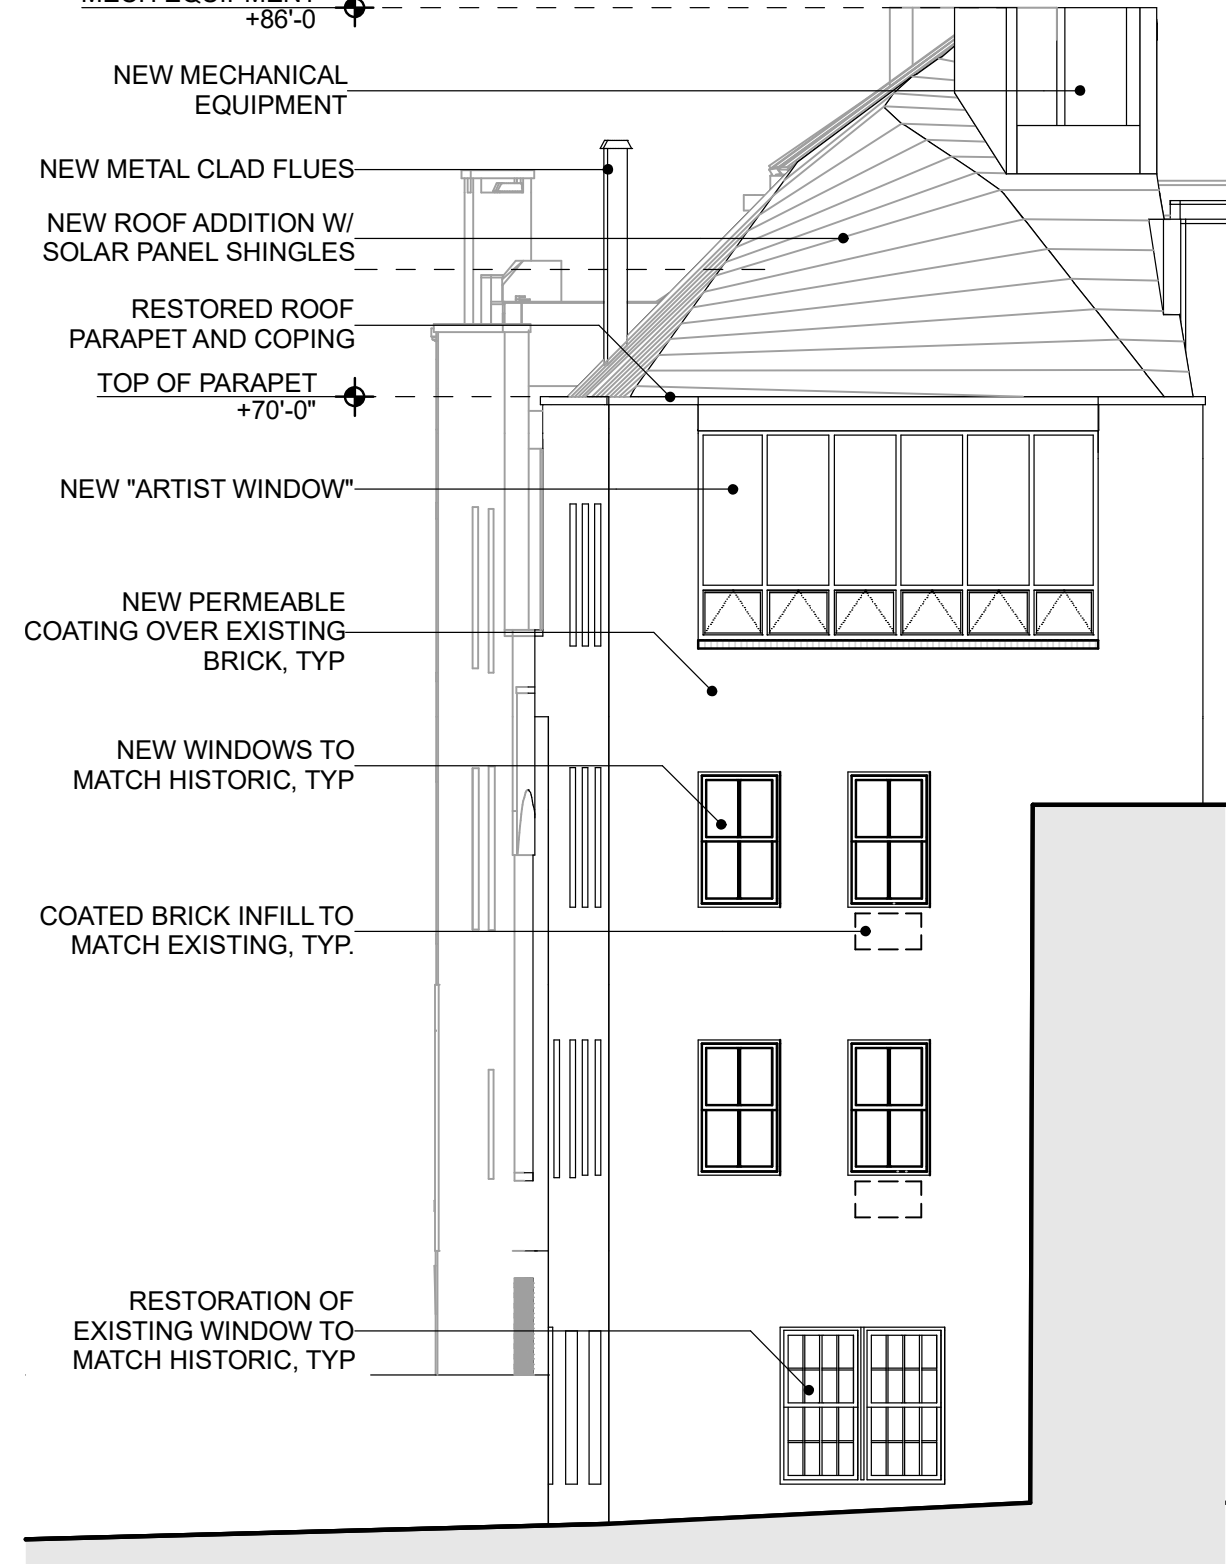 MECH EQUIPMENT
+86'-0
NEW MECHANICAL
EQUIPMENT
NEW METAL CLAD FLUES
NEW ROOF ADDITION W/
SOLAR PANEL SHINGLES
RESTORED ROOF
PARAPET AND COPING
TOP OF PARAPET
+70'-0"
NEW "ARTIST WINDOW"
NEW PERMEABLE
COATING OVER EXISTING
BRICK, TYP
NEW WINDOWS TO
MATCH HISTORIC, TYP
COATED BRICK INFILL TO
MATCH EXISTING, TYP.
RESTORATION OF
EXISTING WINDOW TO
MATCH HISTORIC, TYP